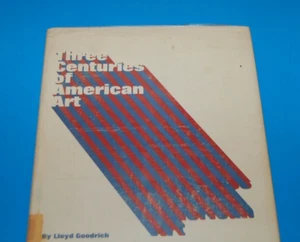 Three
Centuries
of
American
Art
By Lloyd Goodrich